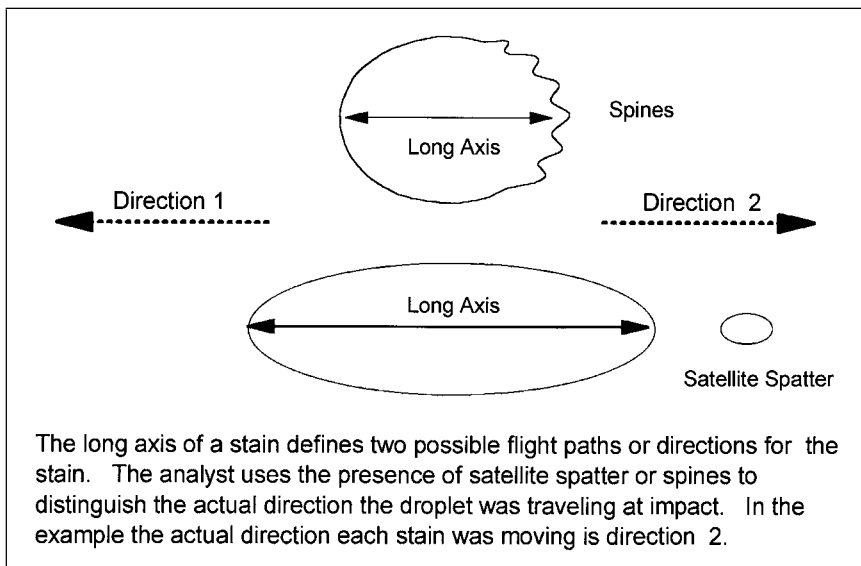 Spines
Long Axis
Direction 1
Direction 2
Long Axis
Satellite Spatter
The long axis of a stain defines two possible flight paths or directions for the
stain. The analyst uses the presence of satellite spatter or spines to
distinguish the actual direction the droplet was traveling at impact. In the
example the actual direction each stain was moving is direction 2.